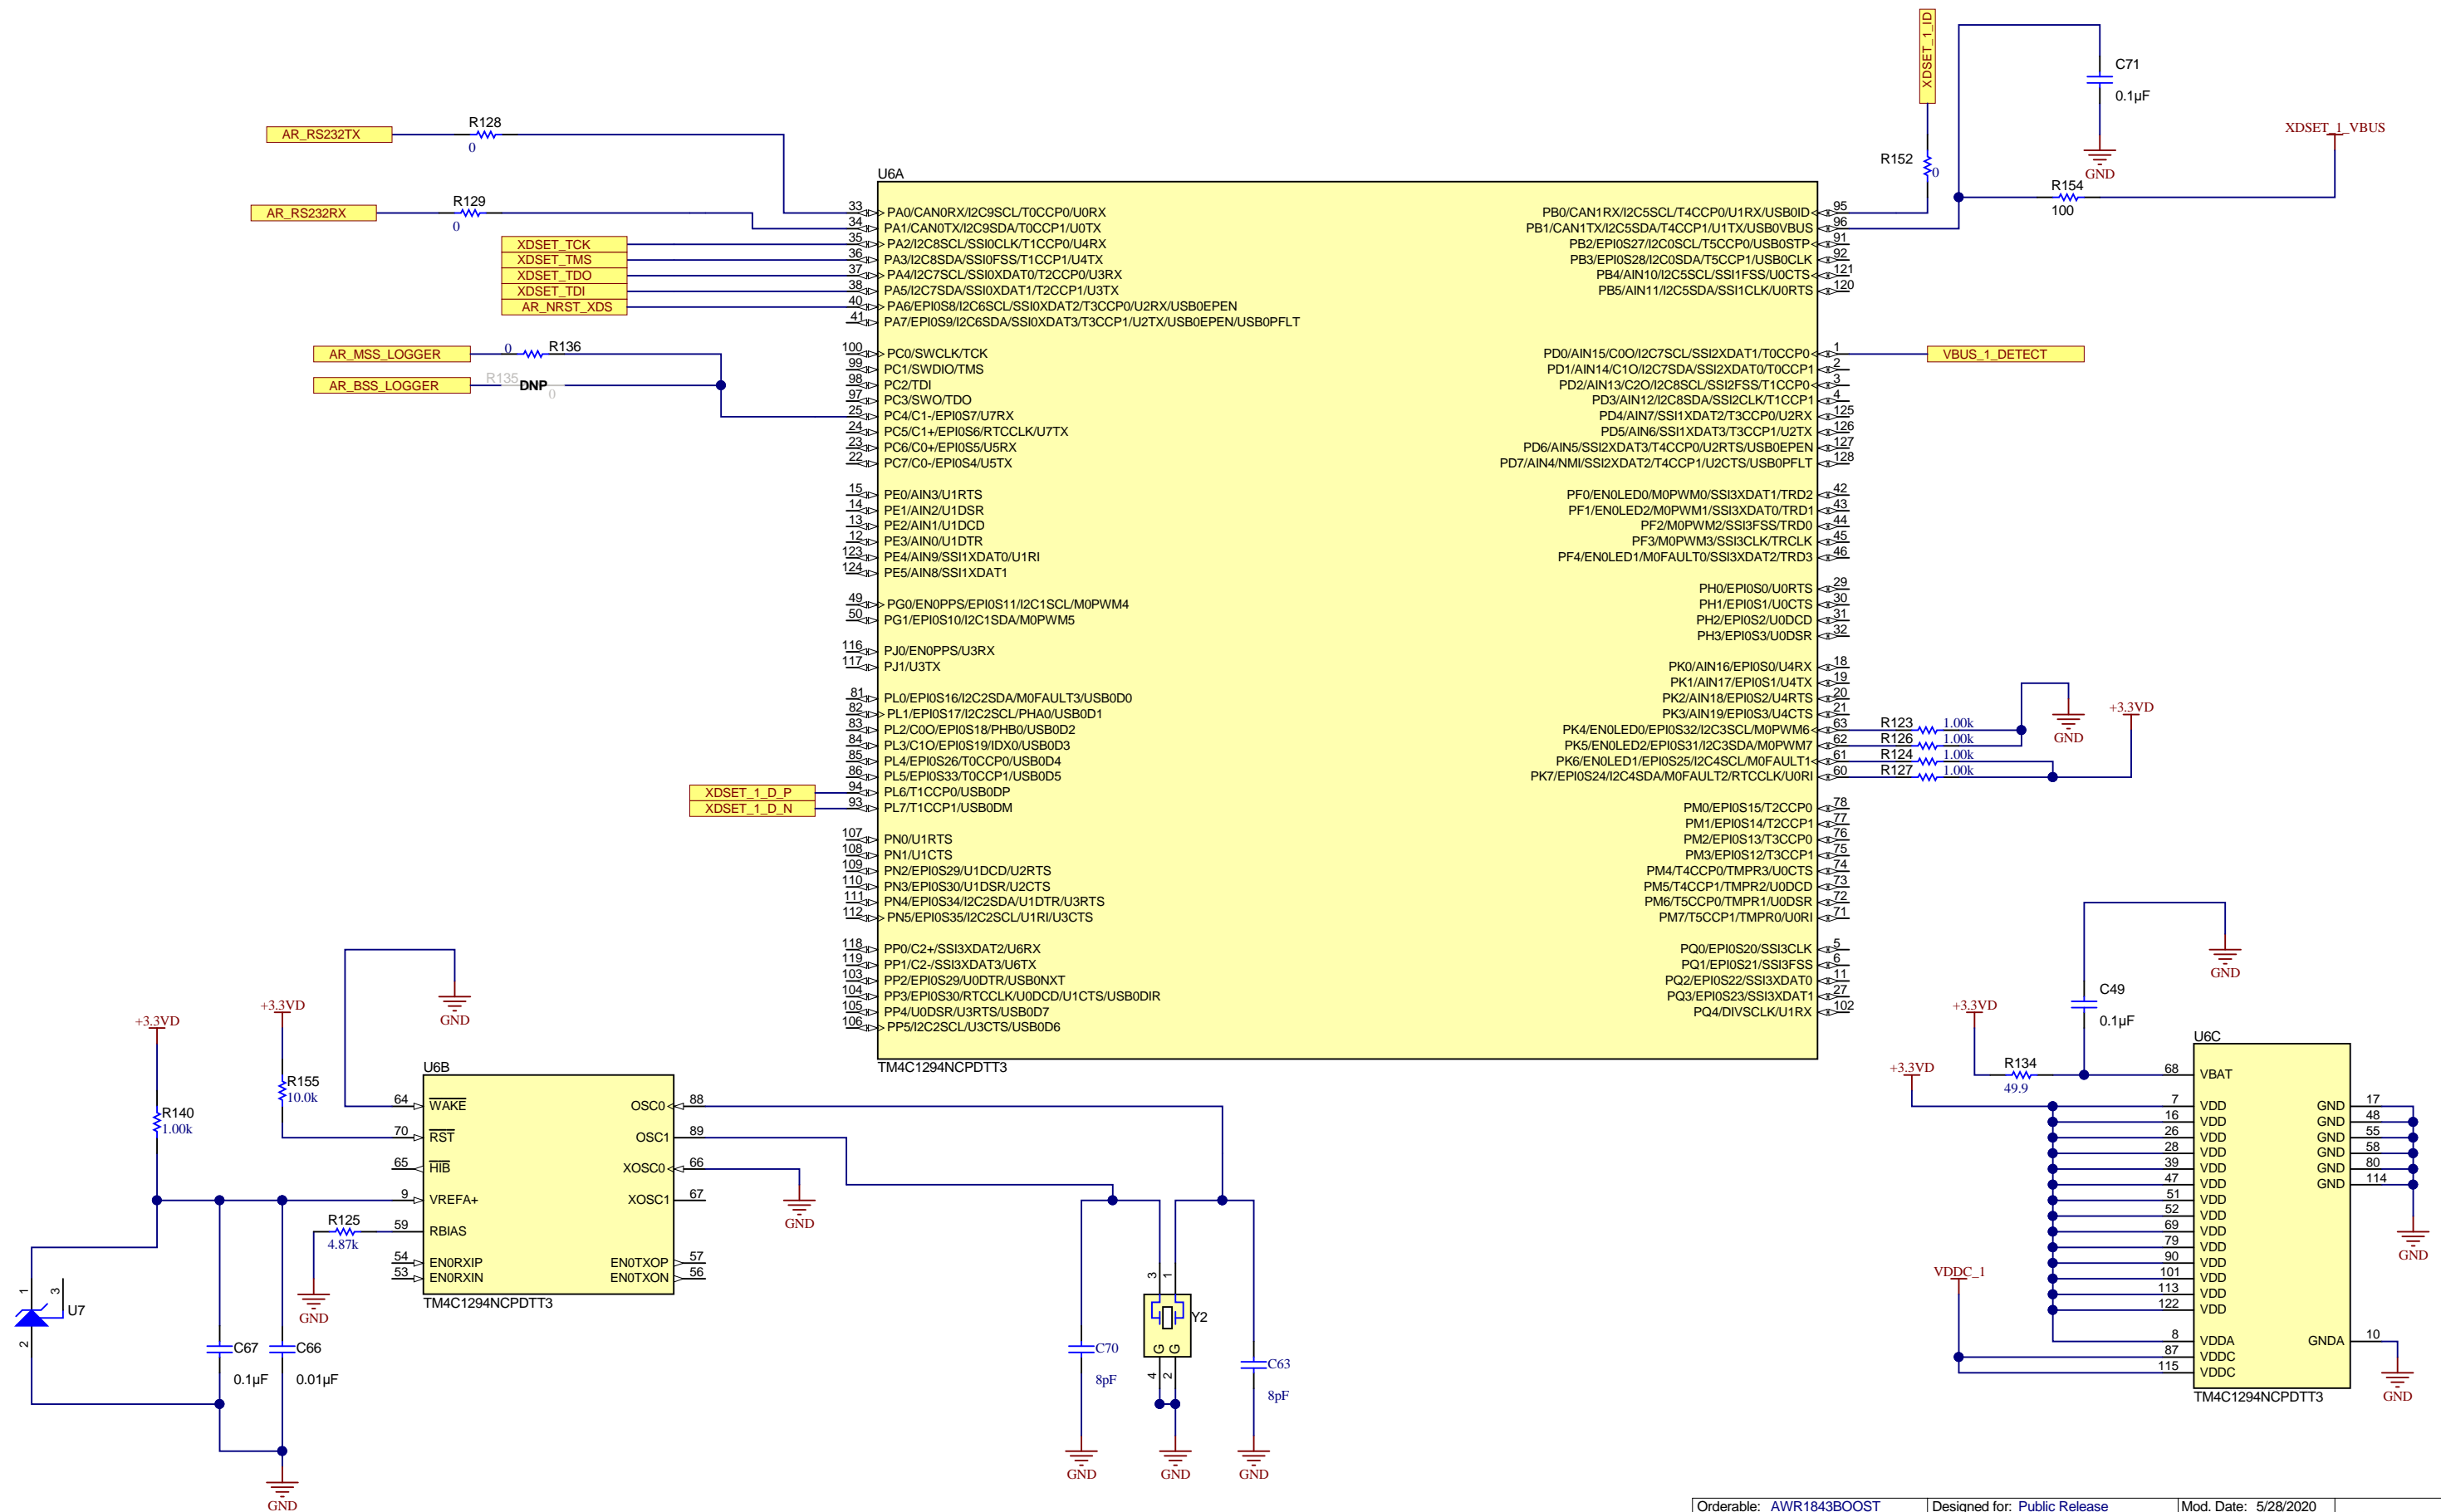 XDSET_1_ID
C71
0.1µF
GND
XDSET_1_VBUS
R152
0
R154
100
AR_RS232TX
R128
0
AR_RS232RX
R129
0
XDSET_TCK
XDSET_TMS
XDSET_TDO
XDSET_TDI
AR_NRST_XDS
AR_MSS_LOGGER
0
R136
AR_BSS_LOGGER
R135
DNP
0
XDSET_1_D_P
XDSET_1_D_N
U6A
33 PA0/CAN0RX/I2C9SCL/T0CCP0/U0RX
34 PA1/CAN0TX/I2C9SDA/T0CCP1/U0TX
35 PA2/I2C8SCL/SSI0CLK/T1CCP0/U4RX
36 PA3/I2C8SDA/SSI0FSS/T1CCP1/U4TX
37 PA4/I2C7SCL/SSI0XDAT0/T2CCP0/U3RX
38 PA5/I2C7SDA/SSI0XDAT1/T2CCP1/U3TX
40 PA6/EPI0S8/I2C6SCL/SSI0XDAT2/T3CCP0/U2RX/USB0EPEN
41 PA7/EPI0S9/I2C6SDA/SSI0XDAT3/T3CCP1/U2TX/USB0EPEN/USB0PFLT
100 PC0/SWCLK/TCK
99 PC1/SWDIO/TMS
98 PC2/TDI
97 PC3/SWO/TDO
25 PC4/C1-/EPI0S7/U7RX
24 PC5/C1+/EPI0S6/RTCCLK/U7TX
23 PC6/C0+/EPI0S5/U5RX
22 PC7/C0-/EPI0S4/U5TX
15 PE0/AIN3/U1RTS
14 PE1/AIN2/U1DSR
13 PE2/AIN1/U1DCD
12 PE3/AIN0/U1DTR
123 PE4/AIN9/SSI1XDAT0/U1RI
124 PE5/AIN8/SSI1XDAT1
49 PG0/EN0PPS/EPI0S11/I2C1SCL/M0PWM4
50 PG1/EPI0S10/I2C1SDA/M0PWM5
116 PJ0/EN0PPS/U3RX
117 PJ1/U3TX
81 PL0/EPI0S16/I2C2SDA/M0FAULT3/USB0D0
82 PL1/EPI0S17/I2C2SCL/PHA0/USB0D1
83 PL2/C0O/EPI0S18/PHB0/USB0D2
84 PL3/C1O/EPI0S19/IDX0/USB0D3
85 PL4/EPI0S26/T0CCP0/USB0D4
86 PL5/EPI0S33/T0CCP1/USB0D5
94 PL6/T1CCP0/USB0DP
93 PL7/T1CCP1/USB0DM
107 PN0/U1RTS
108 PN1/U1CTS
109 PN2/EPI0S29/U1DCD/U2RTS
110 PN3/EPI0S30/U1DSR/U2CTS
111 PN4/EPI0S34/I2C2SDA/U1DTR/U3RTS
112 PN5/EPI0S35/I2C2SCL/U1RI/U3CTS
118 PP0/C2+/SSI3XDAT2/U6RX
119 PP1/C2-/SSI3XDAT3/U6TX
103 PP2/EPI0S29/U0DTR/USB0NXT
104 PP3/EPI0S30/RTCCLK/U0DCD/U1CTS/USB0DIR
105 PP4/U0DSR/U3RTS/USB0D7
106 PP5/I2C2SCL/U3CTS/USB0D6
PB0/CAN1RX/I2C5SCL/T4CCP0/U1RX/USB0ID 95
PB1/CAN1TX/I2C5SDA/T4CCP1/U1TX/USB0VBUS 96
PB2/EPI0S27/I2C0SCL/T5CCP0/USB0STP 91
PB3/EPI0S28/I2C0SDA/T5CCP1/USB0CLK 92
PB4/AIN10/I2C5SCL/SSI1FSS/U0CTS 121
PB5/AIN11/I2C5SDA/SSI1CLK/U0RTS 120
PD0/AIN15/C0O/I2C7SCL/SSI2XDAT1/T0CCP0 1
PD1/AIN14/C1O/I2C7SDA/SSI2XDAT0/T0CCP1 2
PD2/AIN13/C2O/I2C8SCL/SSI2FSS/T1CCP0 3
PD3/AIN12/I2C8SDA/SSI2CLK/T1CCP1 4
PD4/AIN7/SSI1XDAT2/T3CCP0/U2RX 125
PD5/AIN6/SSI1XDAT3/T3CCP1/U2TX 126
PD6/AIN5/SSI2XDAT3/T4CCP0/U2RTS/USB0EPEN 127
PD7/AIN4/NMI/SSI2XDAT2/T4CCP1/U2CTS/USB0PFLT 128
PF0/EN0LED0/M0PWM0/SSI3XDAT1/TRD2 42
PF1/EN0LED2/M0PWM1/SSI3XDAT0/TRD1 43
PF2/M0PWM2/SSI3FSS/TRD0 44
PF3/M0PWM3/SSI3CLK/TRCLK 45
PF4/EN0LED1/M0FAULT0/SSI3XDAT2/TRD3 46
PH0/EPI0S0/U0RTS 29
PH1/EPI0S1/U0CTS 30
PH2/EPI0S2/U0DCD 31
PH3/EPI0S3/U0DSR 32
PK0/AIN16/EPI0S0/U4RX 18
PK1/AIN17/EPI0S1/U4TX 19
PK2/AIN18/EPI0S2/U4RTS 20
PK3/AIN19/EPI0S3/U4CTS 21
PK4/EN0LED0/EPI0S32/I2C3SCL/M0PWM6 63
PK5/EN0LED2/EPI0S31/I2C3SDA/M0PWM7 62
PK6/EN0LED1/EPI0S25/I2C4SCL/M0FAULT1 61
PK7/EPI0S24/I2C4SDA/M0FAULT2/RTCCLK/U0RI 60
PM0/EPI0S15/T2CCP0 78
PM1/EPI0S14/T2CCP1 77
PM2/EPI0S13/T3CCP0 76
PM3/EPI0S12/T3CCP1 75
PM4/T4CCP0/TMPR3/U0CTS 74
PM5/T4CCP1/TMPR2/U0DCD 73
PM6/T5CCP0/TMPR1/U0DSR 72
PM7/T5CCP1/TMPR0/U0RI 71
PQ0/EPI0S20/SSI3CLK 5
PQ1/EPI0S21/SSI3FSS 6
PQ2/EPI0S22/SSI3XDAT0 11
PQ3/EPI0S23/SSI3XDAT1 27
PQ4/DIVSCLK/U1RX 102
TM4C1294NCPDTT3
VBUS_1_DETECT
R123 1.00k
R126 1.00k
R124 1.00k
R127 1.00k
GND
+3.3VD
+3.3VD
R140
1.00k
+3.3VD
R155
10.0k
GND
U6B
64 WAKE
70 RST
65 HIB
9 VREFA+
59 RBIAS
54 EN0RXIP
53 EN0RXIN
OSC0 88
OSC1 89
XOSC0 66
XOSC1 67
EN0TXOP 57
EN0TXON 56
TM4C1294NCPDTT3
R125
4.87k
GND
GND
1
3
U7
2
C67
0.1µF
C66
0.01µF
GND
3
1
Y2
G G
4
2
C70
8pF
C63
8pF
GND
GND
GND
GND
C49
0.1µF
+3.3VD
R134
49.9
+3.3VD
VDDC_1
U6C
68 VBAT
7 VDD
16 VDD
26 VDD
28 VDD
39 VDD
47 VDD
51 VDD
52 VDD
69 VDD
79 VDD
90 VDD
101 VDD
113 VDD
122 VDD
8 VDDA
87 VDDC
115 VDDC
GND 17
GND 48
GND 55
GND 58
GND 80
GND 114
GNDA 10
GND
GND
TM4C1294NCPDTT3
Orderable: AWR1843BOOST
Designed for: Public Release
Mod. Date: 5/28/2020